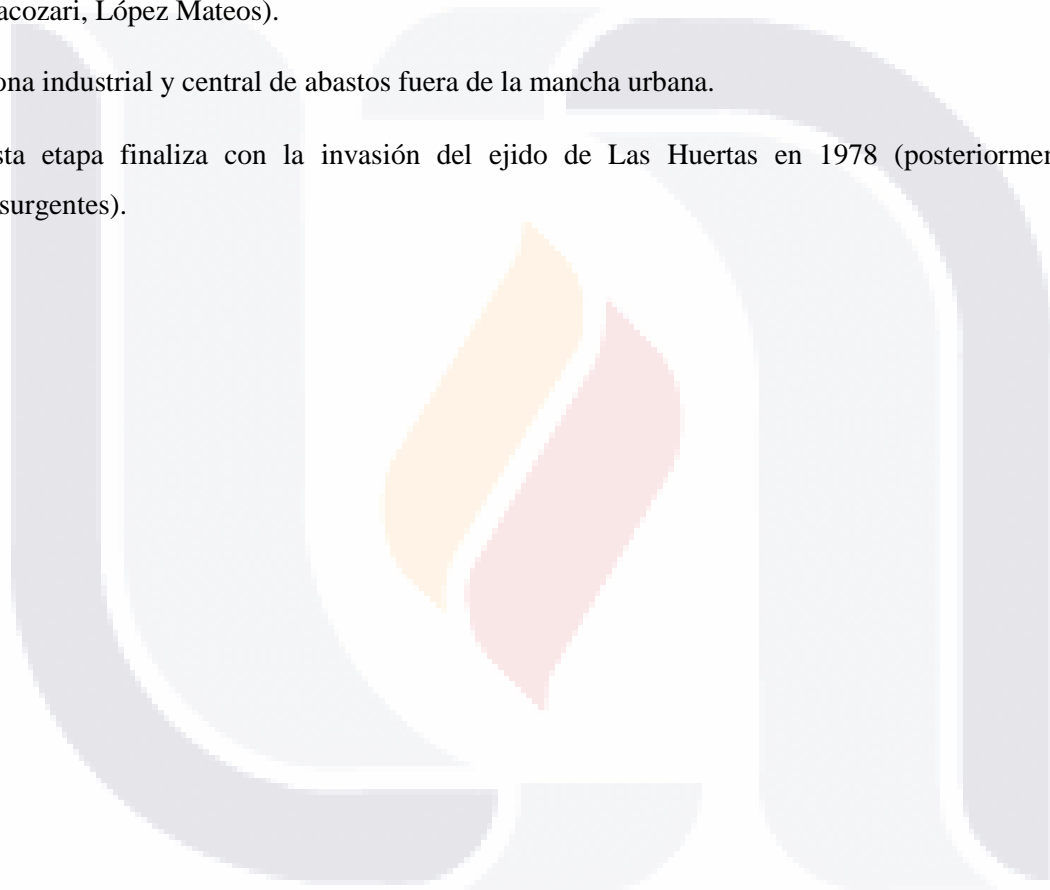 acozari, López Mateos).
ona industrial y central de abastos fuera de la mancha urbana.
sta etapa finaliza con la invasión del ejido de Las Huertas en 1978 (posteriormen
surgentes).